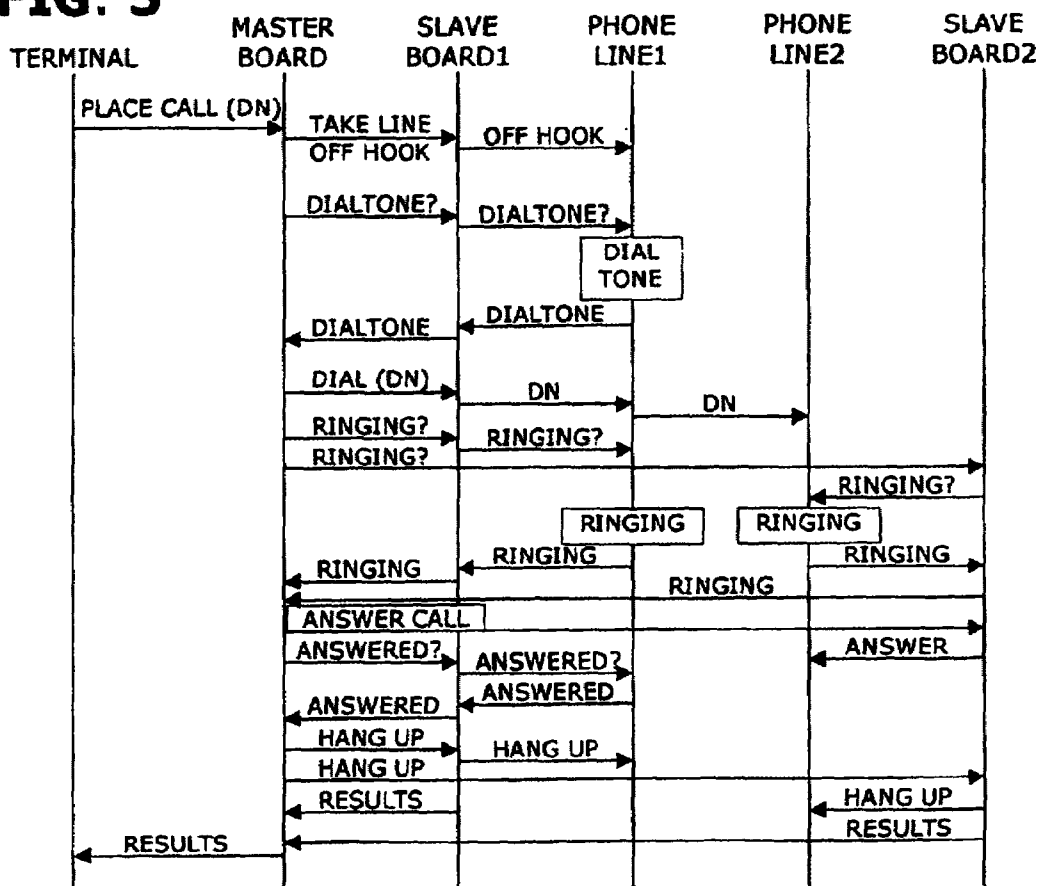 FIG. 5
TERMINAL
MASTER
BOARD
SLAVE
BOARD1
PHONE
LINE1
PHONE
LINE2
SLAVE
BOARD2
PLACE CALL (DN)
TAKE LINE
OFF HOOK
OFF HOOK
DIALTONE?
DIALTONE?
DIAL
TONE
DIALTONE
DIALTONE
DIAL (DN)
DN
DN
RINGING?
RINGING?
RINGING?
RINGING?
RINGING
RINGING
RINGING
RINGING
RINGING
RINGING
ANSWER CALL
ANSWER
ANSWERED?
ANSWERED?
ANSWERED
ANSWERED
HANG UP
HANG UP
HANG UP
RESULTS
HANG UP
RESULTS
RESULTS